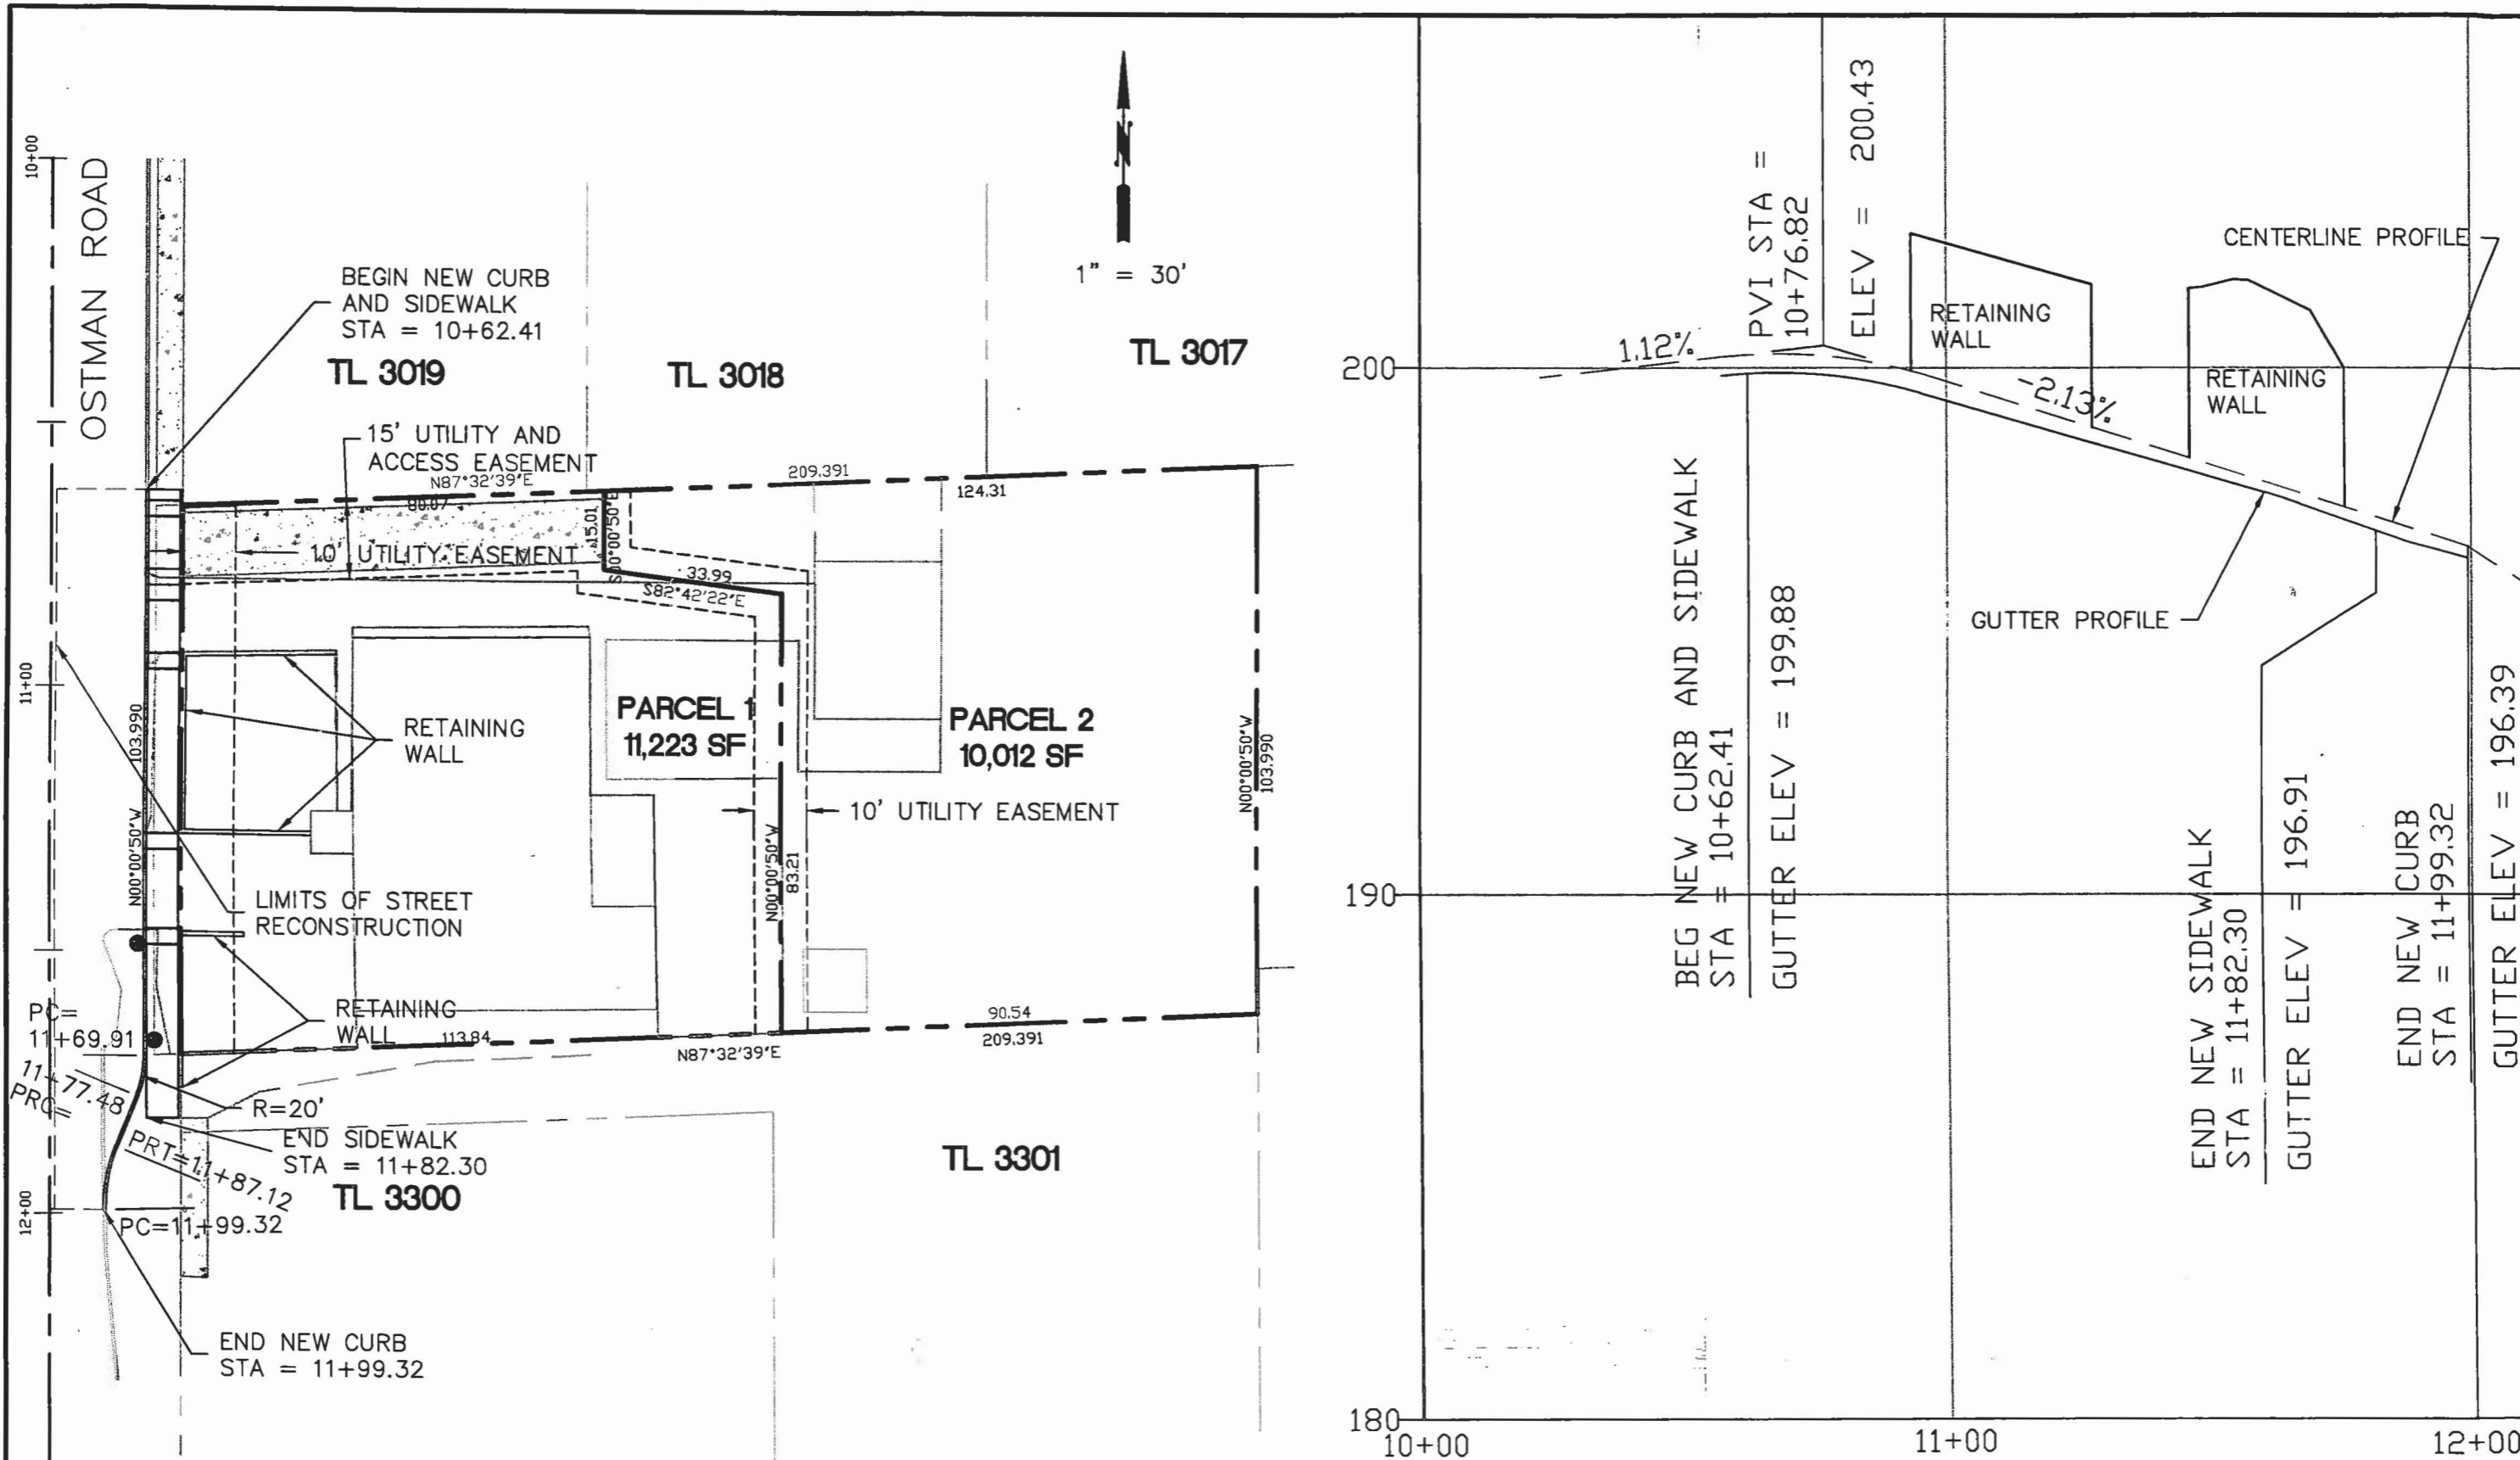 10+00
OSTMAN ROAD
BEGIN NEW CURB
AND SIDEWALK
STA = 10+62.41
TL 3019
TL 3018
TL 3017
N
1" = 30'
15' UTILITY AND
ACCESS EASEMENT
N87°32'39"E
209.391
80.07
124.31
10' UTILITY EASEMENT
15.01
S00°00'50"E
33.99
S82°42'22"E
11+00
103.990
N00°00'50"W
RETAINING
WALL
PARCEL 1
11,223 SF
PARCEL 2
10,012 SF
N00°00'50"W
103.990
10' UTILITY EASEMENT
N00°00'50"W
83.21
LIMITS OF STREET
RECONSTRUCTION
RETAINING
WALL
PC=
11+69.91
113.84
N87°32'39"E
90.54
209.391
11+77.48
PRC=
R=20'
END SIDEWALK
STA = 11+82.30
PRT=11+87.12
TL 3300
TL 3301
12+00
PC=11+99.32
END NEW CURB
STA = 11+99.32
PVI STA =
10+76.82
ELEV = 200.43
CENTERLINE PROFILE
RETAINING
WALL
RETAINING
WALL
1.12%
-2.13%
200
GUTTER PROFILE
BEG NEW CURB AND SIDEWALK
STA = 10+62.41
GUTTER ELEV = 199.88
190
END NEW SIDEWALK
STA = 11+82.30
GUTTER ELEV = 196.91
END NEW CURB
STA = 11+99.32
GUTTER ELEV = 196.39
180
10+00
11+00
12+00